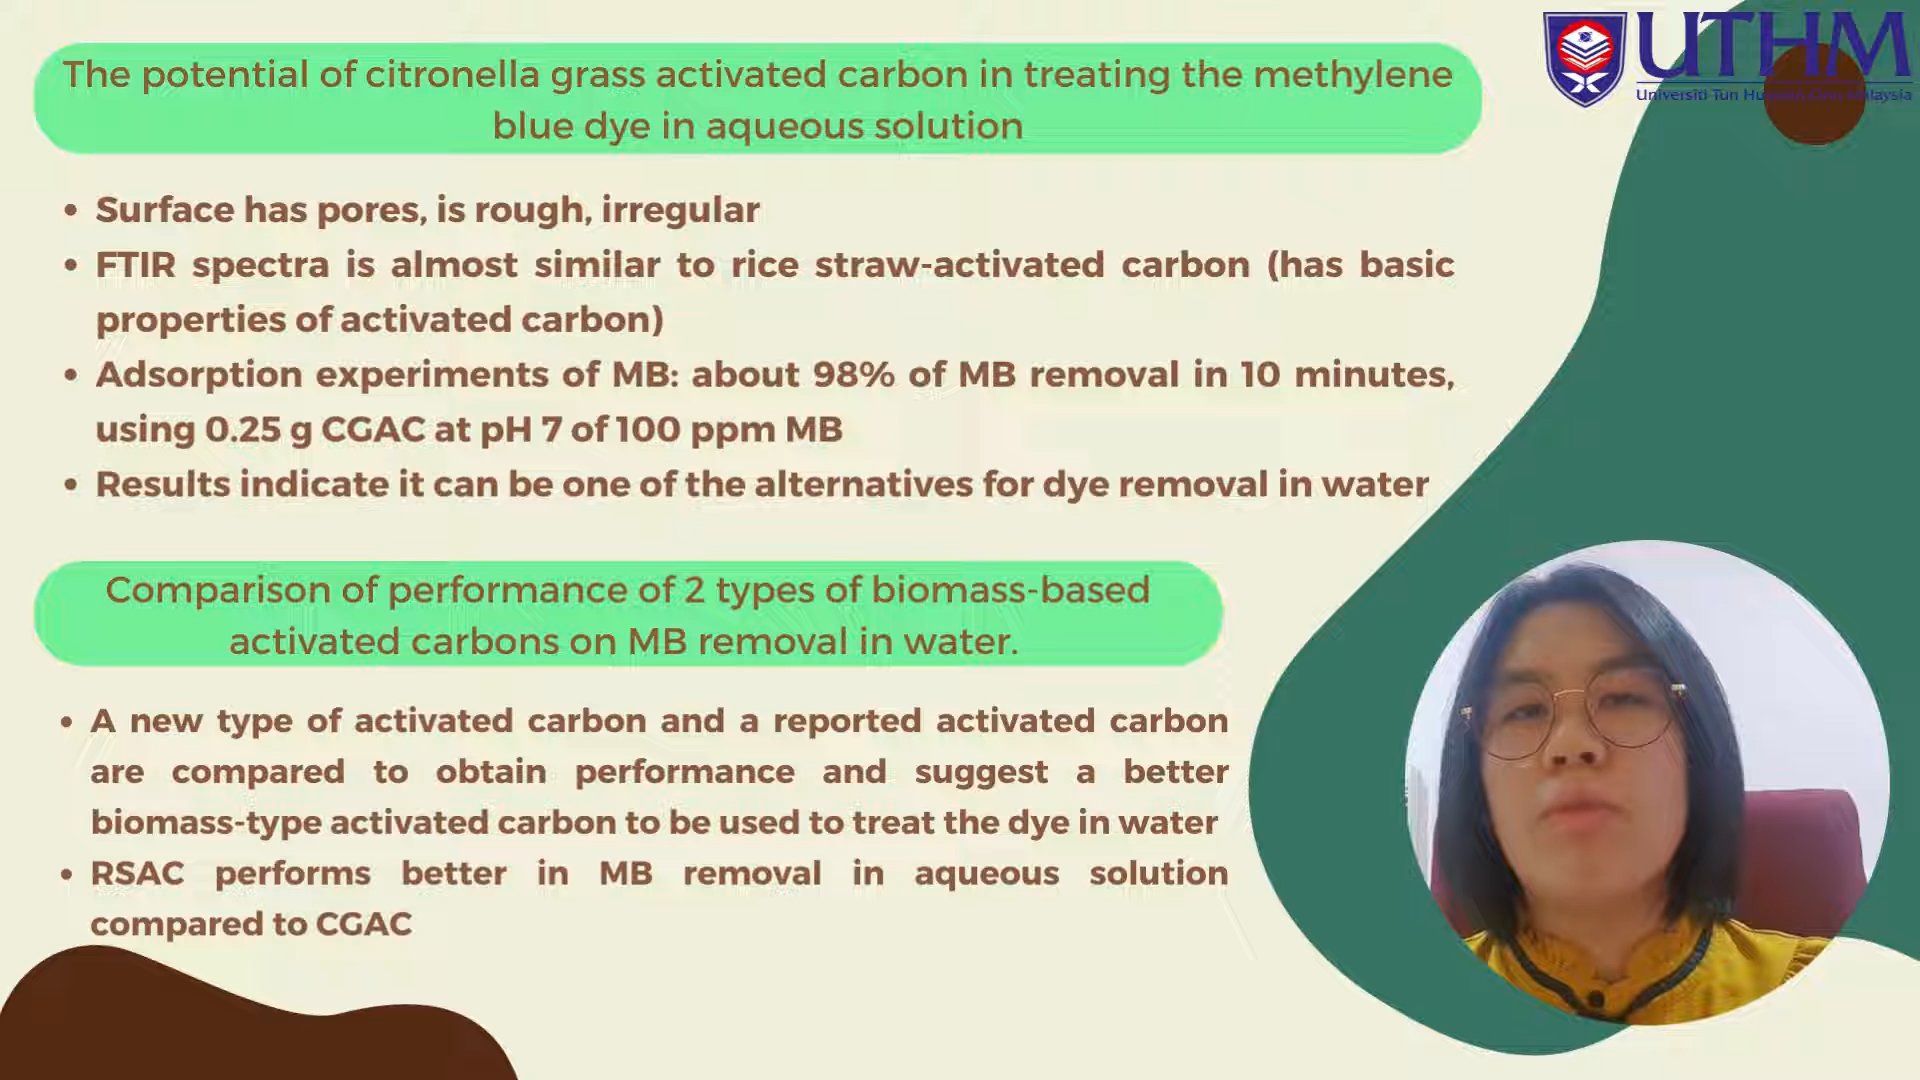 UTHM
Universiti Tun Hussein Onn Malaysia
The potential of citronella grass activated carbon in treating the methylene
blue dye in aqueous solution
• Surface has pores, is rough, irregular
• FTIR spectra is almost similar to rice straw-activated carbon (has basic
properties of activated carbon)
• Adsorption experiments of MB: about 98% of MB removal in 10 minutes,
using 0.25 g CGAC at pH 7 of 100 ppm MB
• Results indicate it can be one of the alternatives for dye removal in water
Comparison of performance of 2 types of biomass-based
activated carbons on MB removal in water.
• A new type of activated carbon and a reported activated carbon
are compared to obtain performance and suggest a better
biomass-type activated carbon to be used to treat the dye in water
• RSAC performs better in MB removal in aqueous solution
compared to CGAC